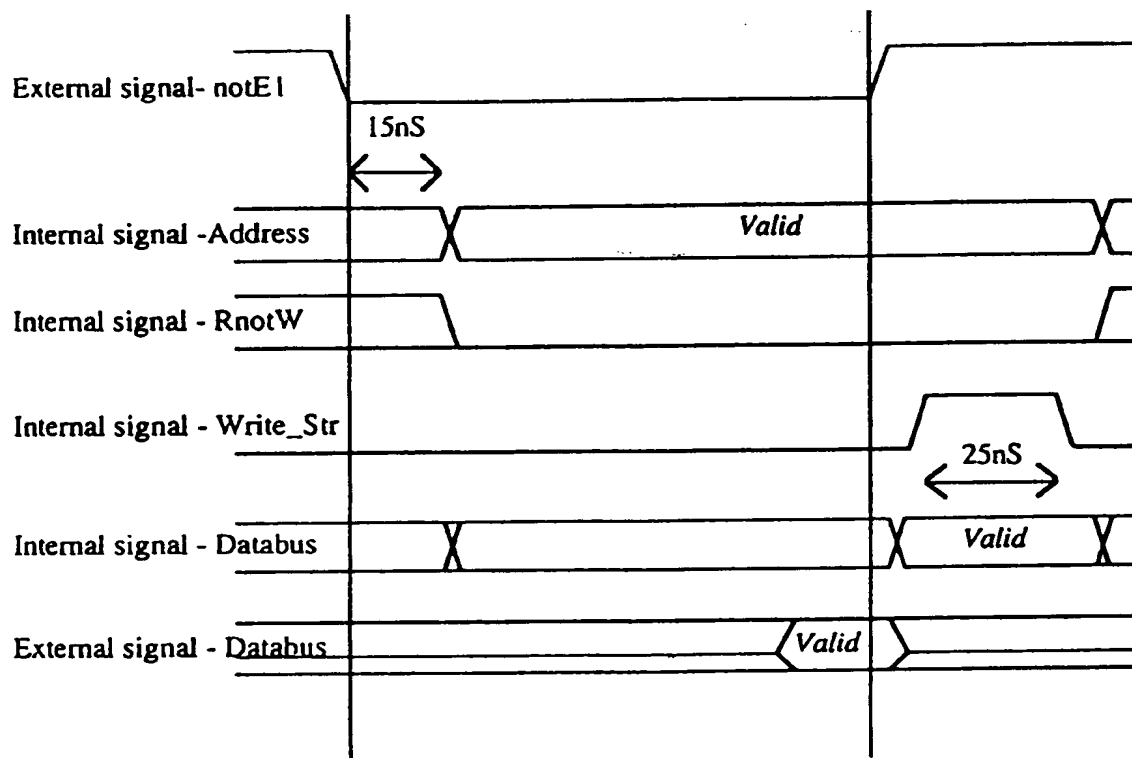 External signal- notE1
15nS
Internal signal -Address
Valid
Internal signal - RnotW
Internal signal - Write_Str
25nS
Internal signal - Databus
Valid
External signal - Databus
Valid